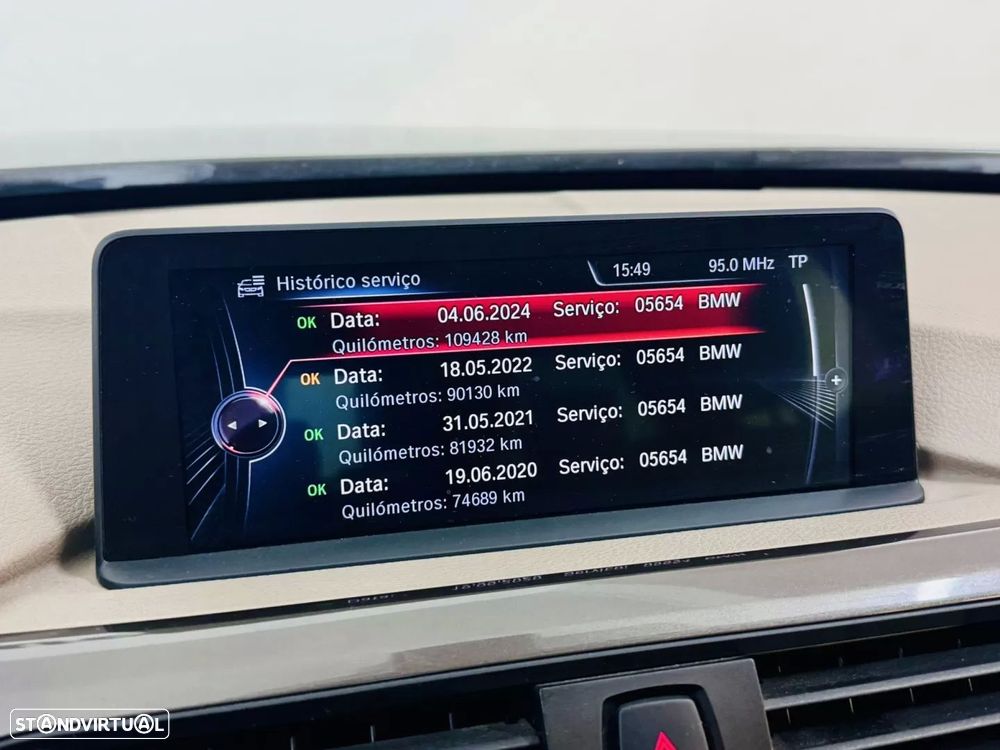 Histórico serviço 15:49 95.0 MHz TP
OK Data: 04.06.2024 Serviço: 05654 BMW
Quilómetros: 109428 km
OK Data: 18.05.2022 Serviço: 05654 BMW
Quilómetros: 90130 km
OK Data: 31.05.2021 Serviço: 05654 BMW
Quilómetros: 81932 km
OK Data: 19.06.2020 Serviço: 05654 BMW
Quilómetros: 74689 km
STANDVIRTUAL